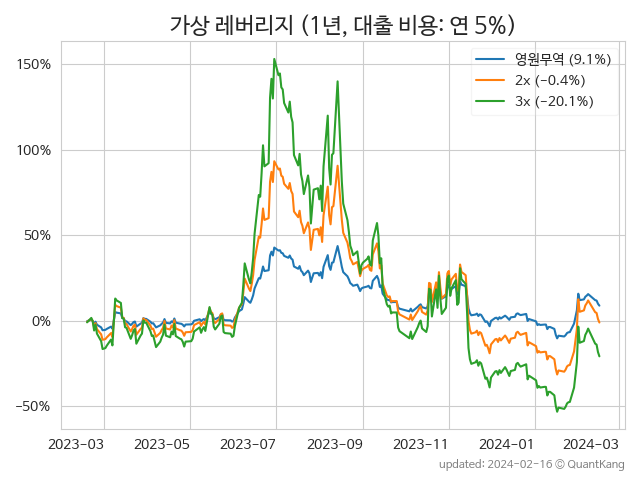 가상 레버리지 (1년, 대출 비용: 연 5%)
영원무역 (9.1%)
2x (−0.4%)
3x (−20.1%)
150%
100%
50%
0%
−50%
2023−03 2023−05 2023−07 2023−09 2023−11 2024−01 2024−03
updated: 2024-02-16 © QuantKang